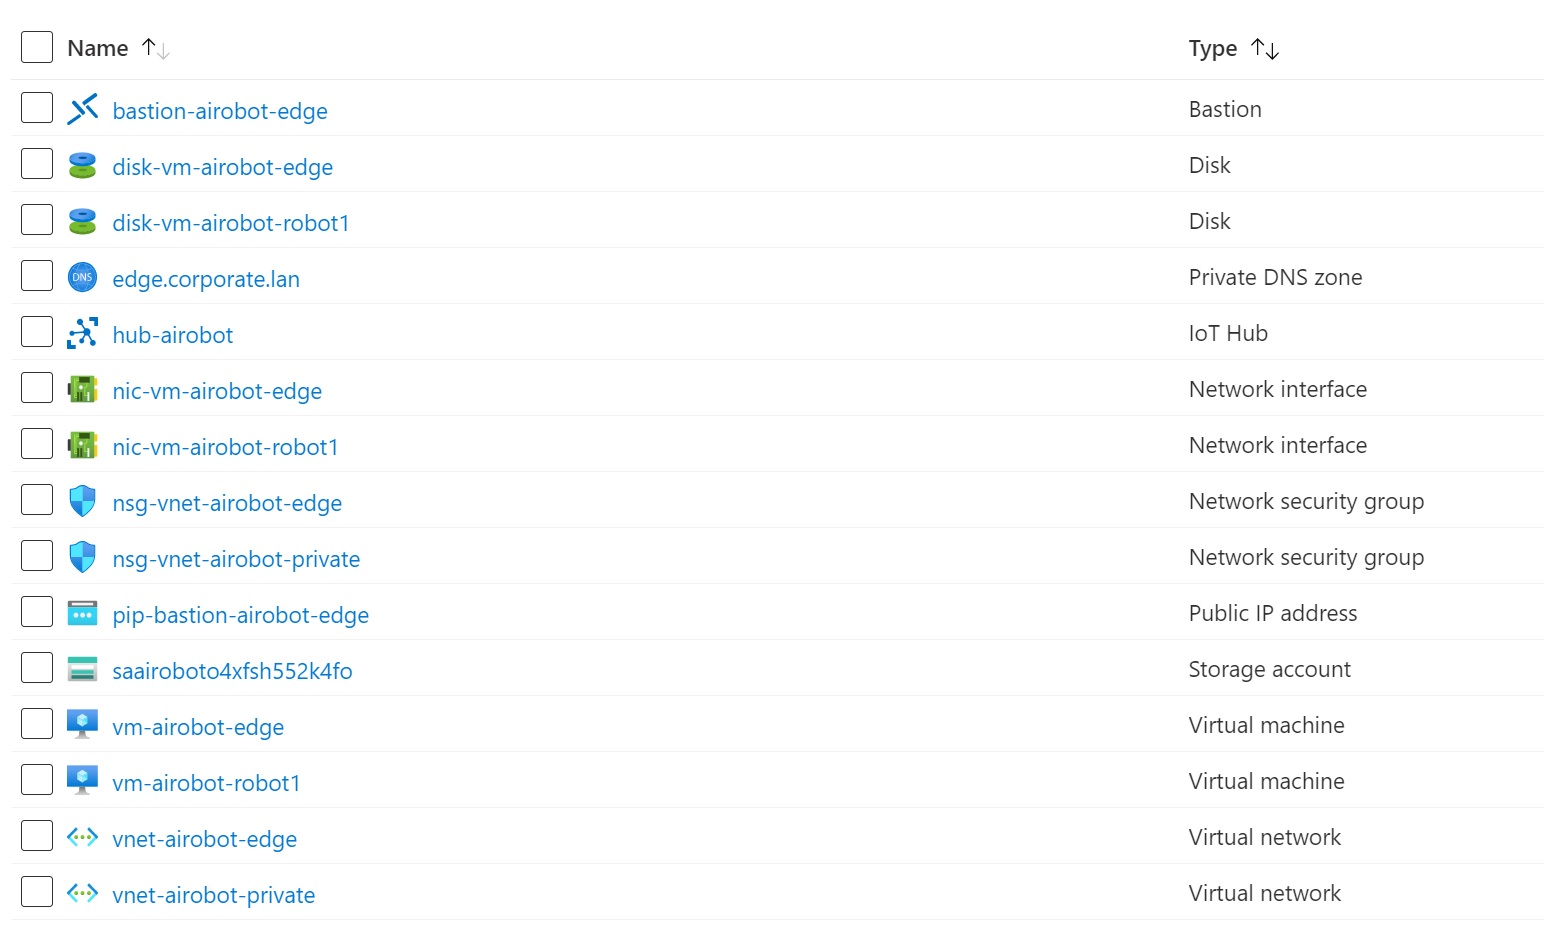 Name ↑↓ Type ↑↓
bastion-airobot-edge Bastion
disk-vm-airobot-edge Disk
disk-vm-airobot-robot1 Disk
DNS edge.corporate.lan Private DNS zone
hub-airobot IoT Hub
nic-vm-airobot-edge Network interface
nic-vm-airobot-robot1 Network interface
nsg-vnet-airobot-edge Network security group
nsg-vnet-airobot-private Network security group
pip-bastion-airobot-edge Public IP address
saairoboto4xfsh552k4fo Storage account
vm-airobot-edge Virtual machine
vm-airobot-robot1 Virtual machine
vnet-airobot-edge Virtual network
vnet-airobot-private Virtual network